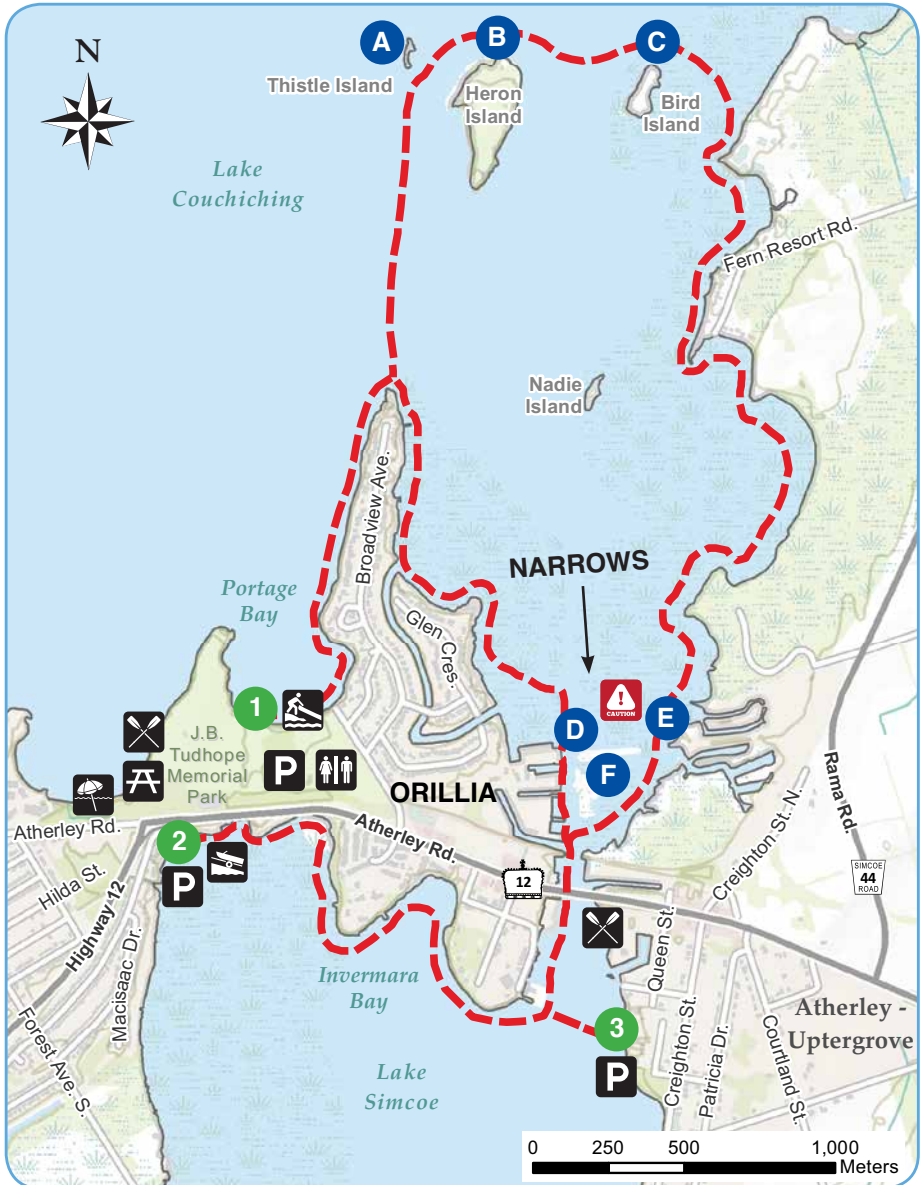 N
A
B
C
Thistle Island
Heron
Island
Bird
Island
Lake
Couchiching
Fern Resort Rd.
Nadie
Island
Broadview Ave.
NARROWS
Portage
Bay
Glen Cres.
1
CAUTION
D
E
F
J.B.
Tudhope
Memorial
Park
P
ORILLIA
Rama Rd.
Atherley Rd.
Atherley Rd.
2
P
12
SIMCOE
44
ROAD
Creighton St. N.
Hilda St.
Highway 12
Macisaac Dr.
Forest Ave. S.
Invermara
Bay
Queen St.
Creighton St.
Patricia Dr.
Courtland St.
Atherley -
Uptergrove
3
P
Lake
Simcoe
0 250 500 1,000
Meters